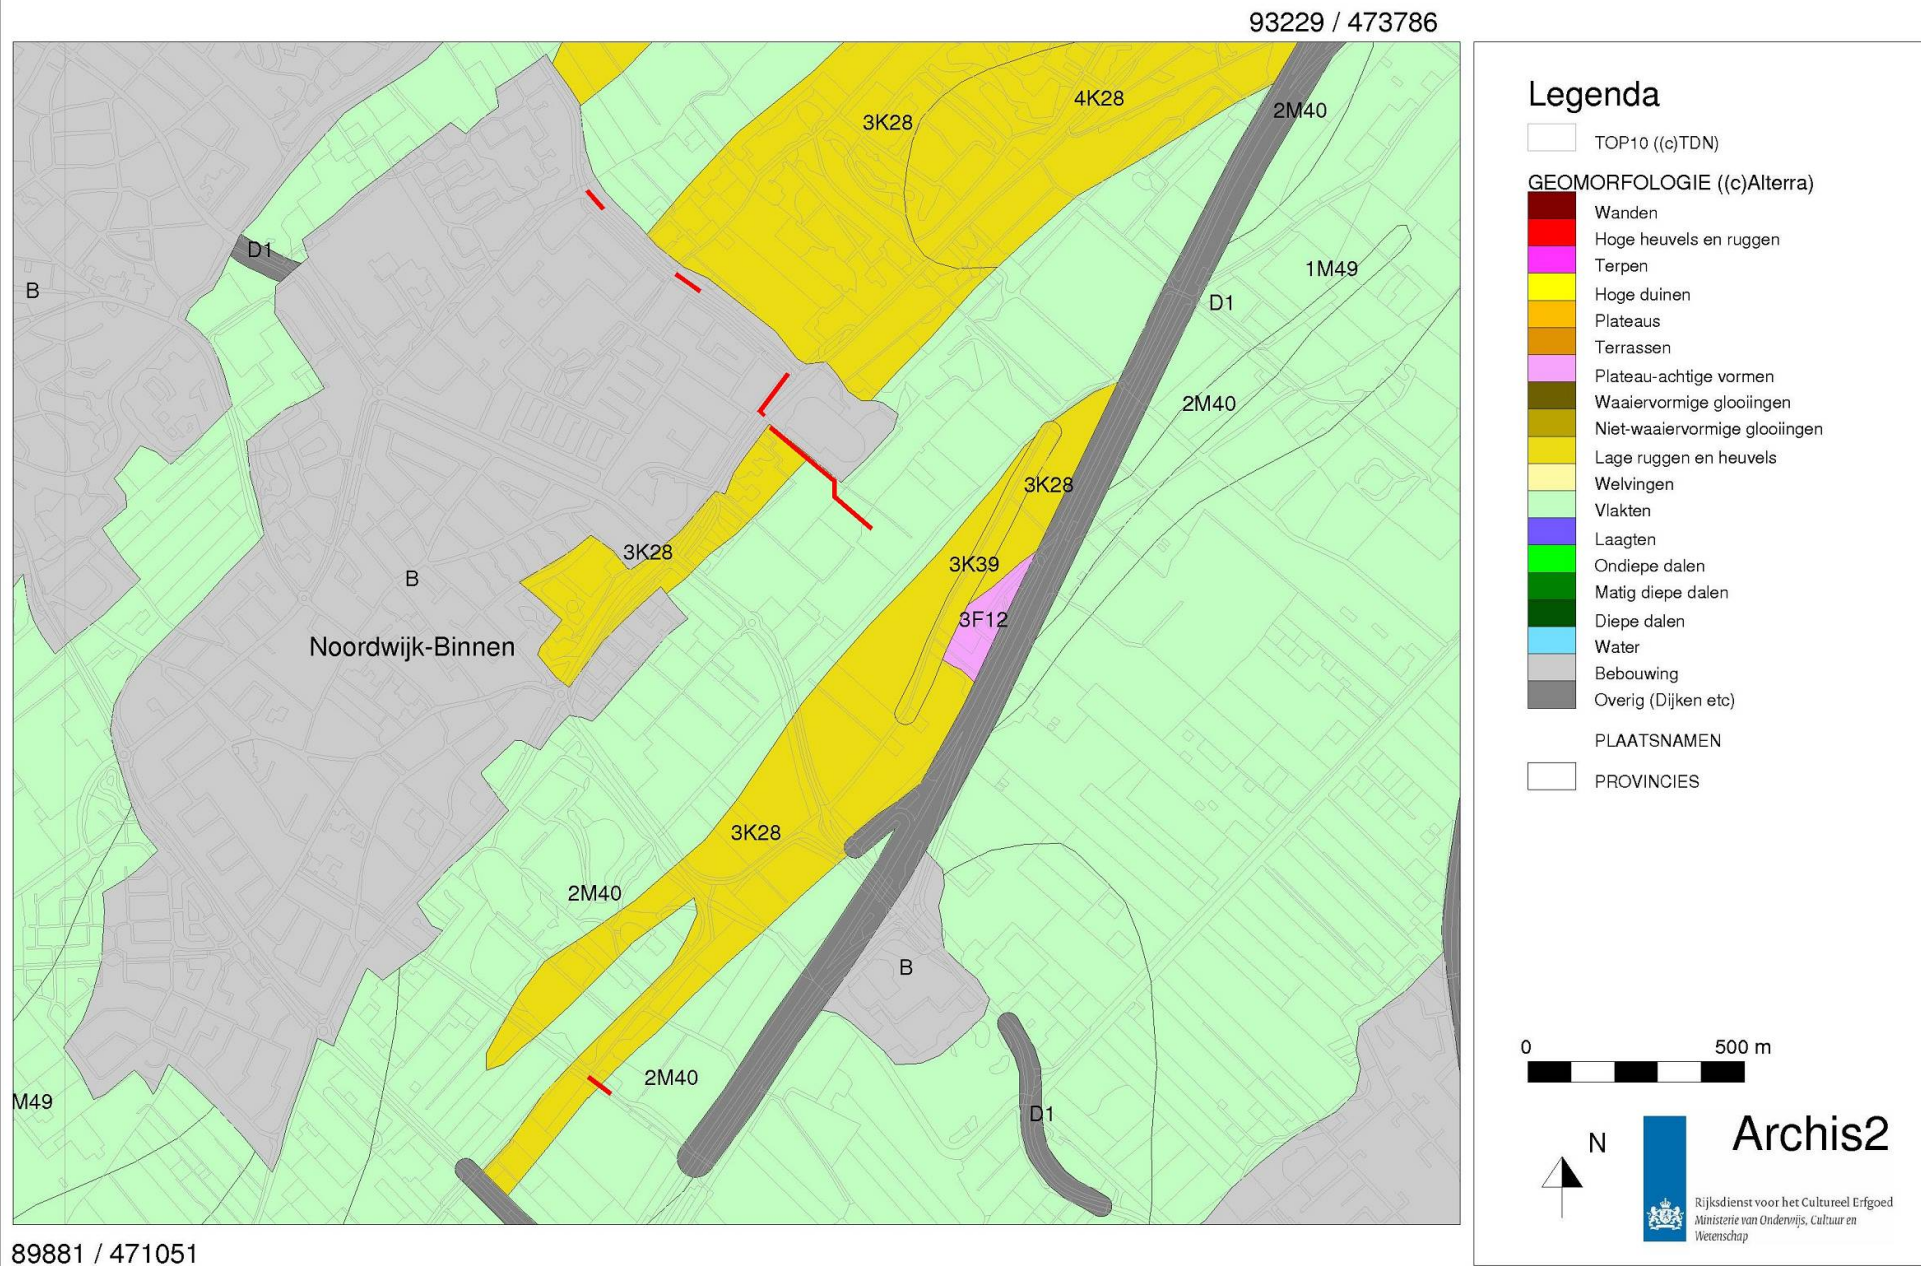 93229 / 473786
3K28
4K28
2M40
D1
B
1M49
D1
2M40
3K28
3K28
3K39
B
3F12
Noordwijk-Binnen
3K28
2M40
B
2M40
M49
D1
89881 / 471051
Legenda
TOP10 ((c)TDN)
GEOMORFOLOGIE ((c)Alterra)
Wanden
Hoge heuvels en ruggen
Terpen
Hoge duinen
Plateaus
Terrassen
Plateau-achtige vormen
Waaiervormige glooiingen
Niet-waaiervormige glooiingen
Lage ruggen en heuvels
Welvingen
Vlakten
Laagten
Ondiepe dalen
Matig diepe dalen
Diepe dalen
Water
Bebouwing
Overig (Dijken etc)
PLAATSNAMEN
PROVINCIES
0 500 m
N
Archis2
Rijksdienst voor het Cultureel Erfgoed
Ministerie van Onderwijs, Cultuur en
Wetenschap